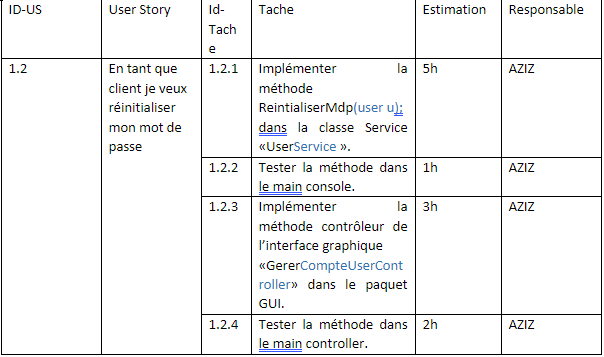 ID-US User Story Id-Tach e Tache Estimation Responsable
1.2 En tant que client je veux réinitialiser mon mot de passe
1.2.1 Implémenter la
méthode
ReintialiserMdp(user u);
dans la classe Service
«UserService ».
5h AZIZ
1.2.2 Tester la méthode dans
le main console.
1h AZIZ
1.2.3 Implémenter la
méthode contrôleur de
l'interface graphique
«GererCompteUserCont
roller» dans le paquet
GUI.
3h AZIZ
1.2.4 Tester la méthode dans
le main controller.
2h AZIZ